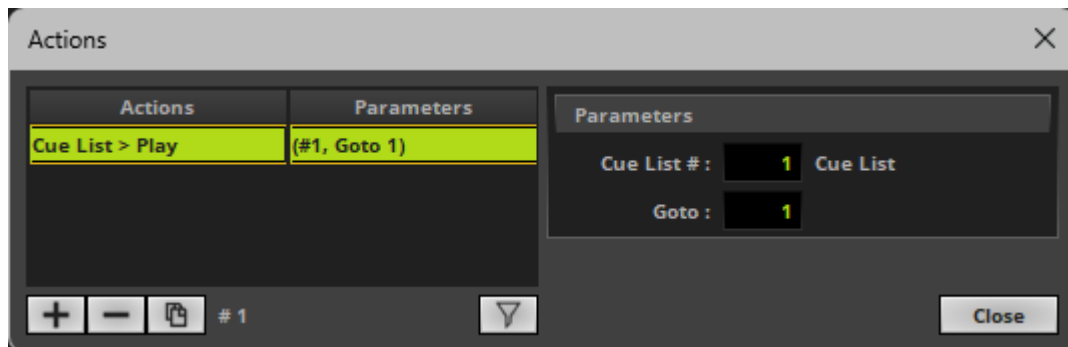 Actions
Actions Parameters
Cue List > Play (#1, Goto 1)
# 1
Parameters
Cue List # : 1 Cue List
Goto : 1
Close